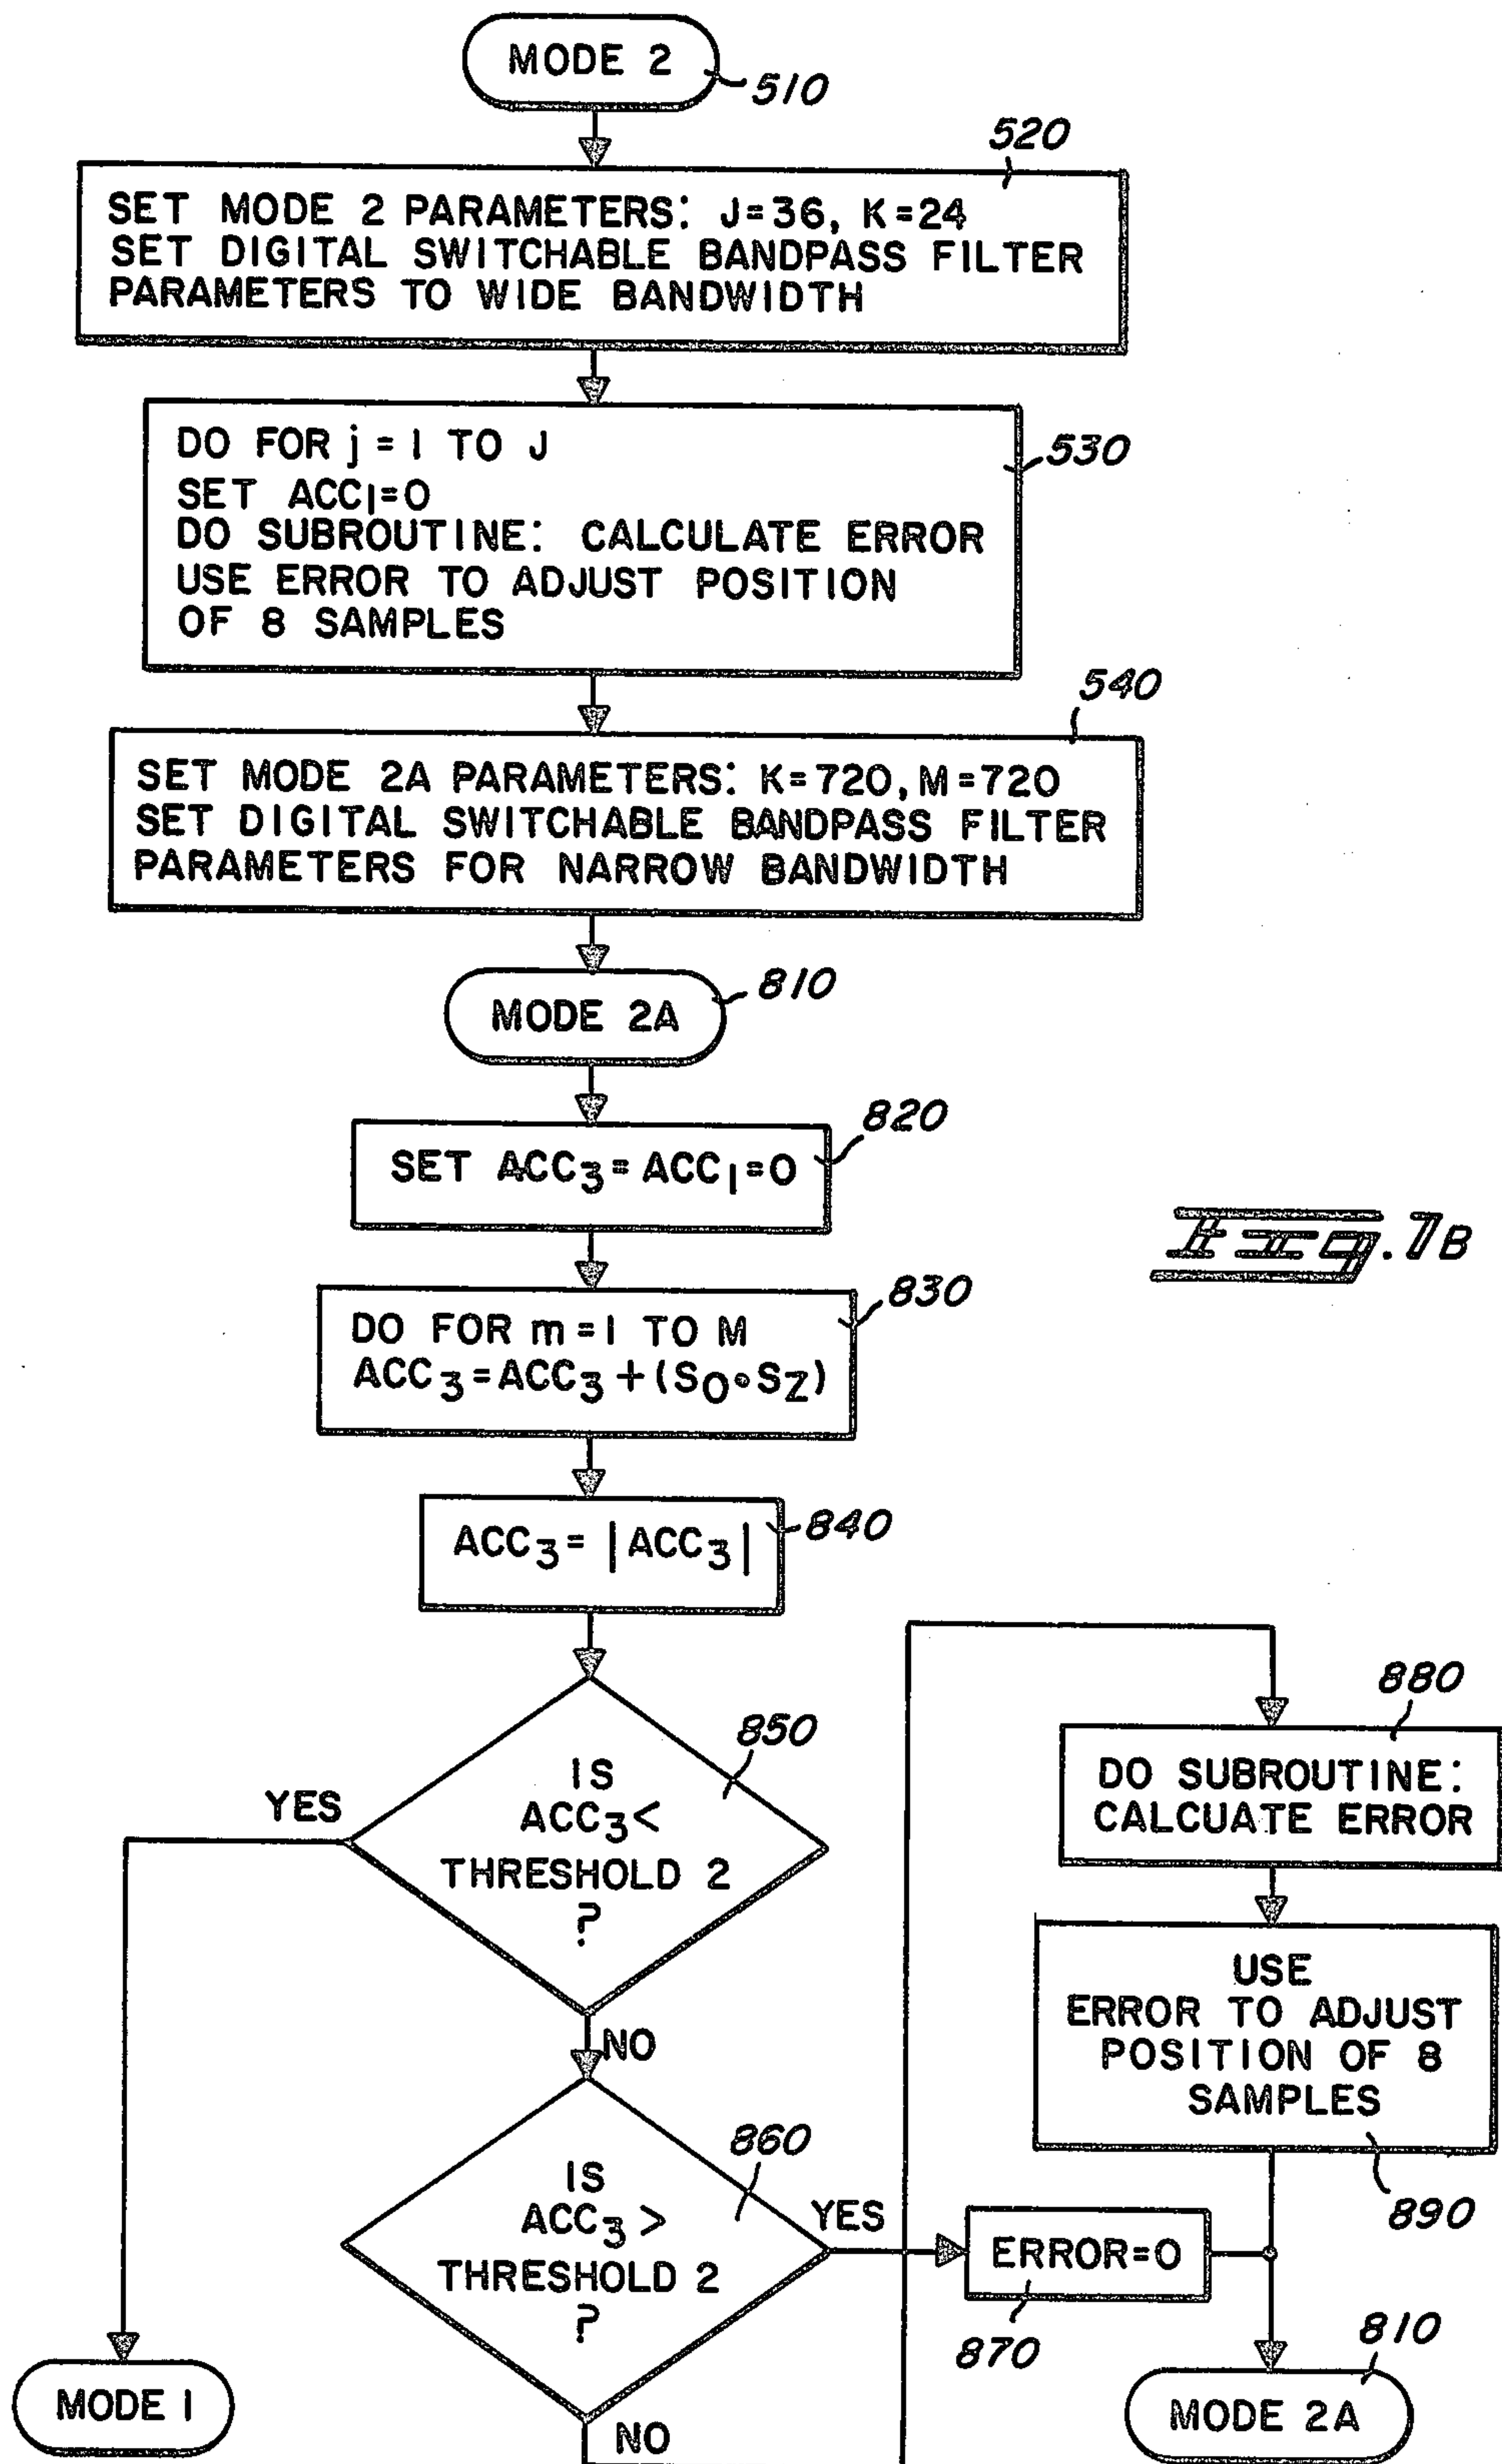 MODE 2
510
520
SET MODE 2 PARAMETERS: J=36, K=24
SET DIGITAL SWITCHABLE BANDPASS FILTER
PARAMETERS TO WIDE BANDWIDTH
DO FOR j = 1 TO J
530
SET ACC1=0
DO SUBROUTINE: CALCULATE ERROR
USE ERROR TO ADJUST POSITION
OF 8 SAMPLES
540
SET MODE 2A PARAMETERS: K=720, M=720
SET DIGITAL SWITCHABLE BANDPASS FILTER
PARAMETERS FOR NARROW BANDWIDTH
810
MODE 2A
820
SET ACC3=ACC1=0
Fig. 7B
830
DO FOR m=1 TO M
ACC3=ACC3+(SO•SZ)
840
ACC3=|ACC3|
850
IS
ACC3<
THRESHOLD 2
?
YES
NO
860
IS
ACC3>
THRESHOLD 2
?
YES
NO
ERROR=0
870
880
DO SUBROUTINE:
CALCUATE ERROR
USE
ERROR TO ADJUST
POSITION OF 8
SAMPLES
890
810
MODE 1
MODE 2A